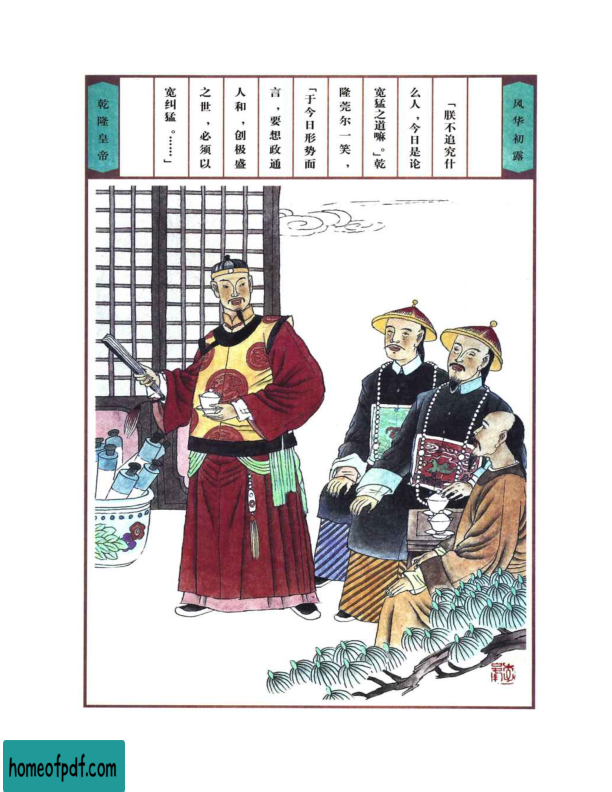 风华初露
「朕不追究什
么人，今日是论
宽猛之道嘛。」乾
隆莞尔一笑，
「于今日形势而
言，要想政通
人和，创极盛
之世，必须以
宽纠猛。……」
乾隆皇帝
homeofpdf.com